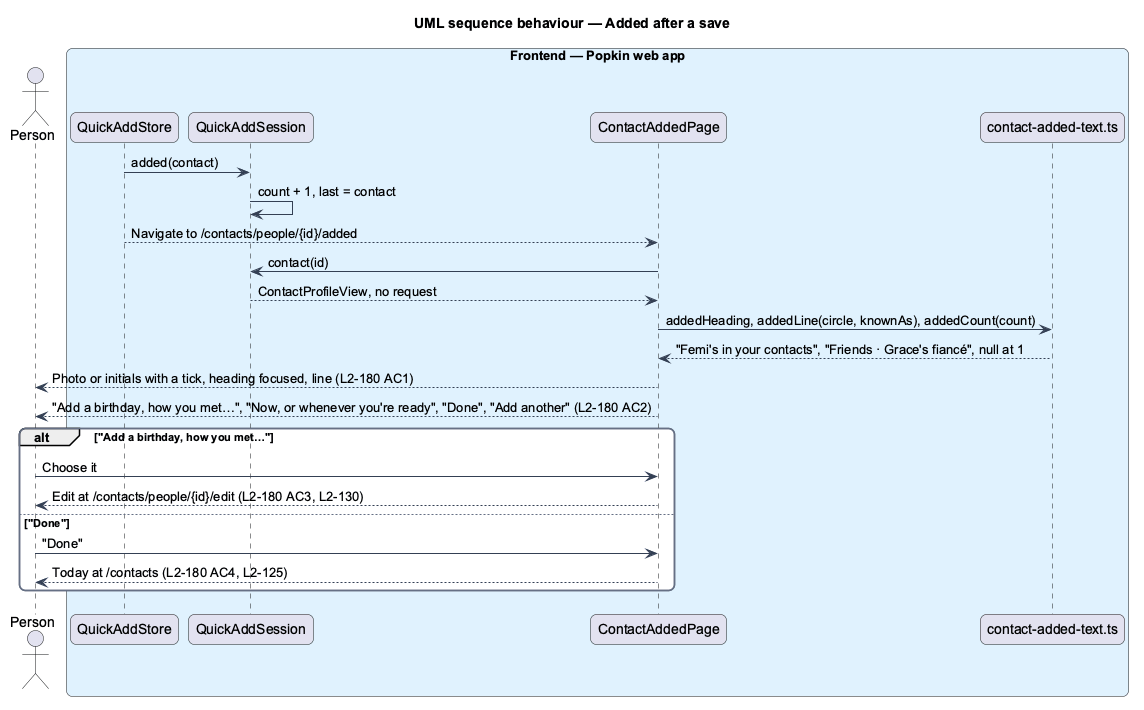 UML sequence behaviour — Added after a save
Frontend — Popkin web app
Person
QuickAddStore
QuickAddSession
ContactAddedPage
contact-added-text.ts
added(contact)
count + 1, last = contact
Navigate to /contacts/people/{id}/added
contact(id)
ContactProfileView, no request
addedHeading, addedLine(circle, knownAs), addedCount(count)
"Femi's in your contacts", "Friends · Grace's fiancé", null at 1
Photo or initials with a tick, heading focused, line (L2-180 AC1)
"Add a birthday, how you met…", "Now, or whenever you're ready", "Done", "Add another" (L2-180 AC2)
alt ["Add a birthday, how you met…"]
Choose it
Edit at /contacts/people/{id}/edit (L2-180 AC3, L2-130)
["Done"]
"Done"
Today at /contacts (L2-180 AC4, L2-125)
Person
QuickAddStore
QuickAddSession
ContactAddedPage
contact-added-text.ts